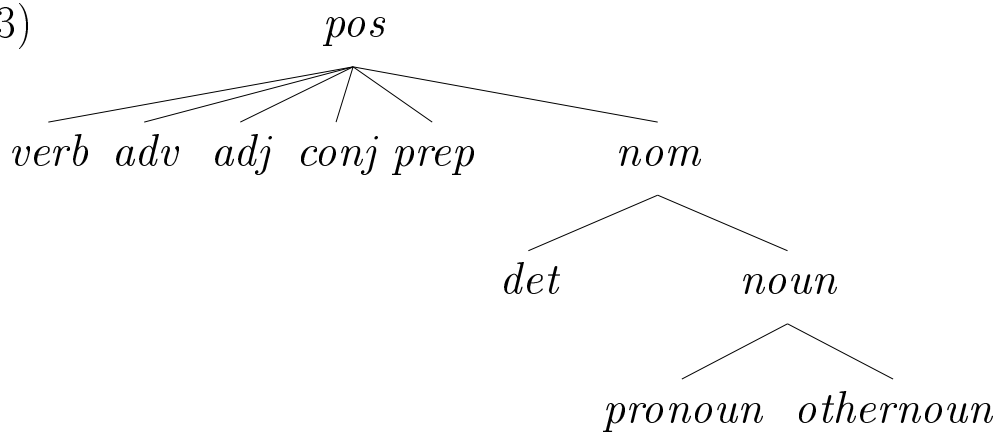 3) pos
verb adv adj conj prep nom
det noun
pronoun othernoun